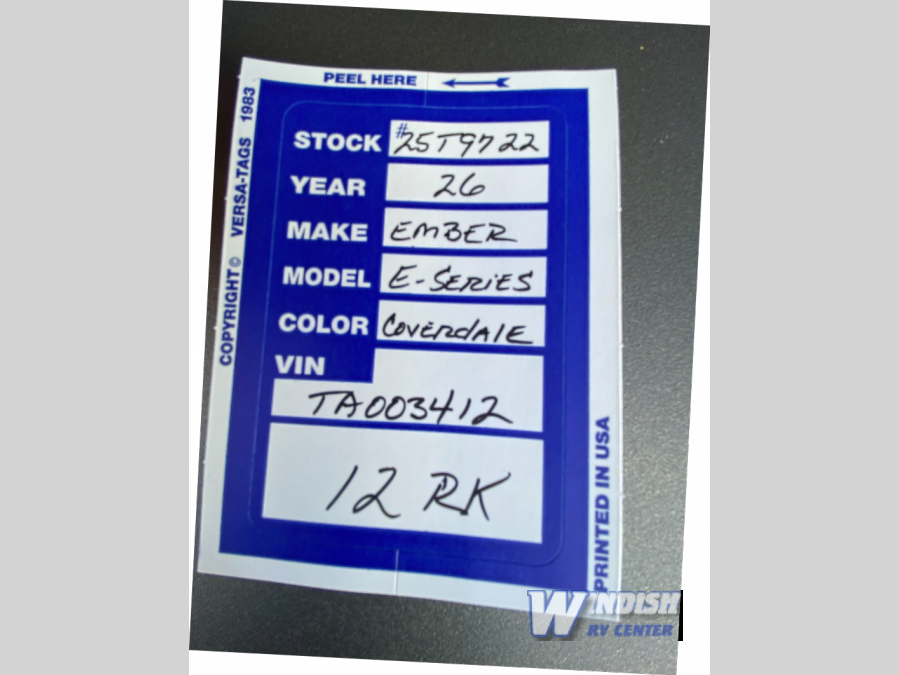 PEEL HERE
COPYRIGHT © VERSA-TAGS 1983
STOCK #25T9722
YEAR 26
MAKE EMBER
MODEL E-SERIES
COLOR COVERdALE
VIN
TA003412
12 RK
PRINTED IN USA
WINDISH
RV CENTER